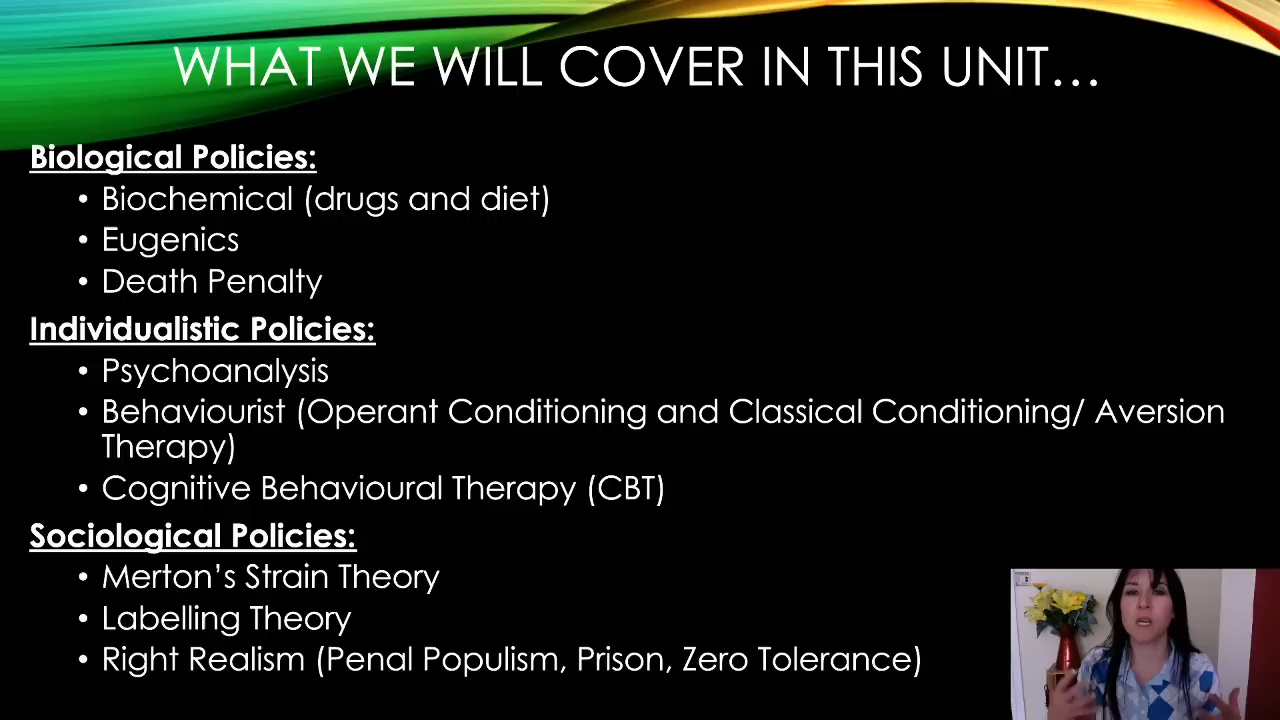 WHAT WE WILL COVER IN THIS UNIT…
Biological Policies:
• Biochemical (drugs and diet)
• Eugenics
• Death Penalty
Individualistic Policies:
• Psychoanalysis
• Behaviourist (Operant Conditioning and Classical Conditioning/ Aversion
Therapy)
• Cognitive Behavioural Therapy (CBT)
Sociological Policies:
• Merton’s Strain Theory
• Labelling Theory
• Right Realism (Penal Populism, Prison, Zero Tolerance)